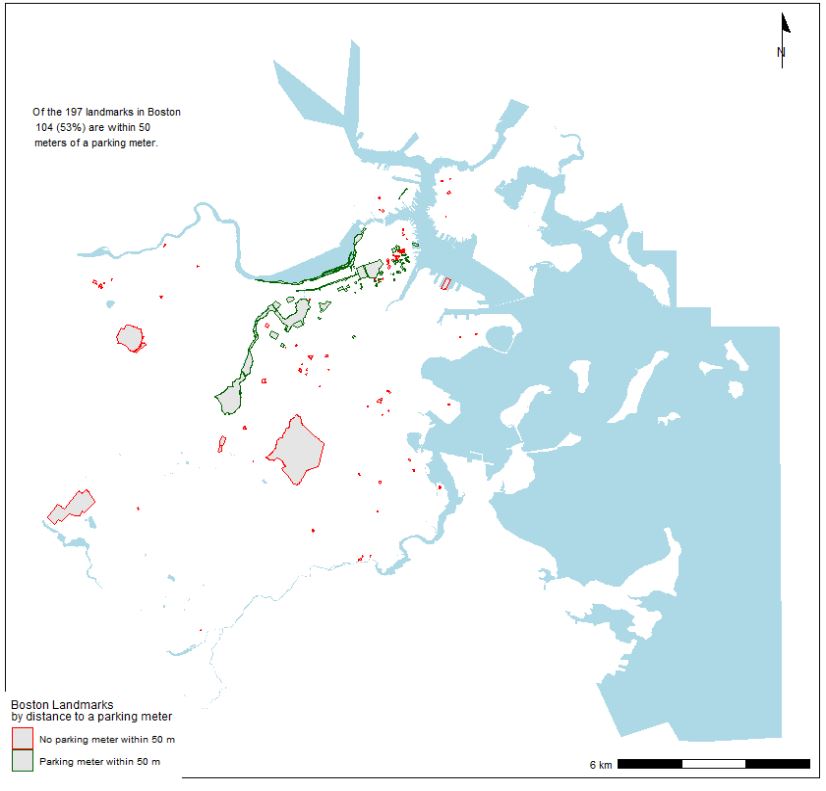 N
Of the 197 landmarks in Boston
104 (53%) are within 50
meters of a parking meter.
Boston Landmarks
by distance to a parking meter
No parking meter within 50 m
Parking meter within 50 m
6 km